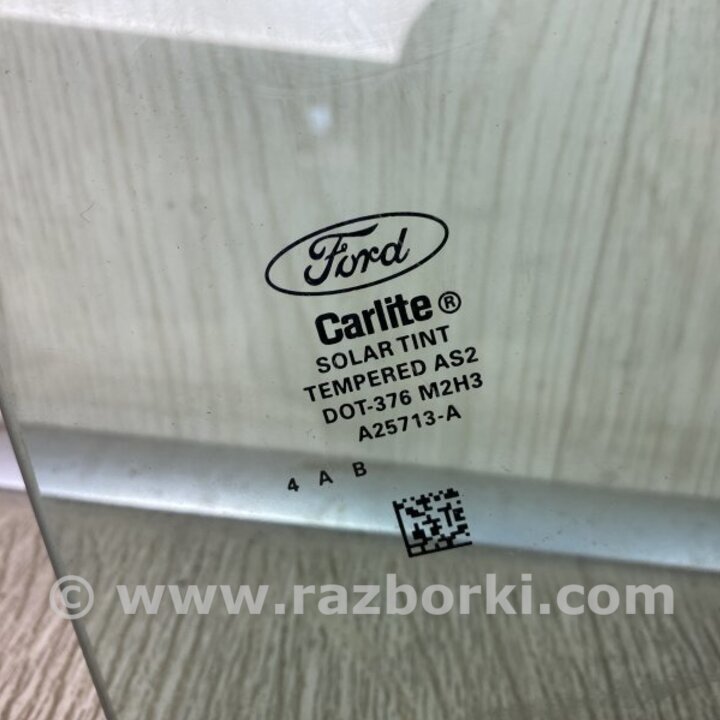 Ford
Carlite®
SOLAR TINT
TEMPERED AS2
DOT-376 M2H3
A25713-A
4 A B
© www.razborki.com